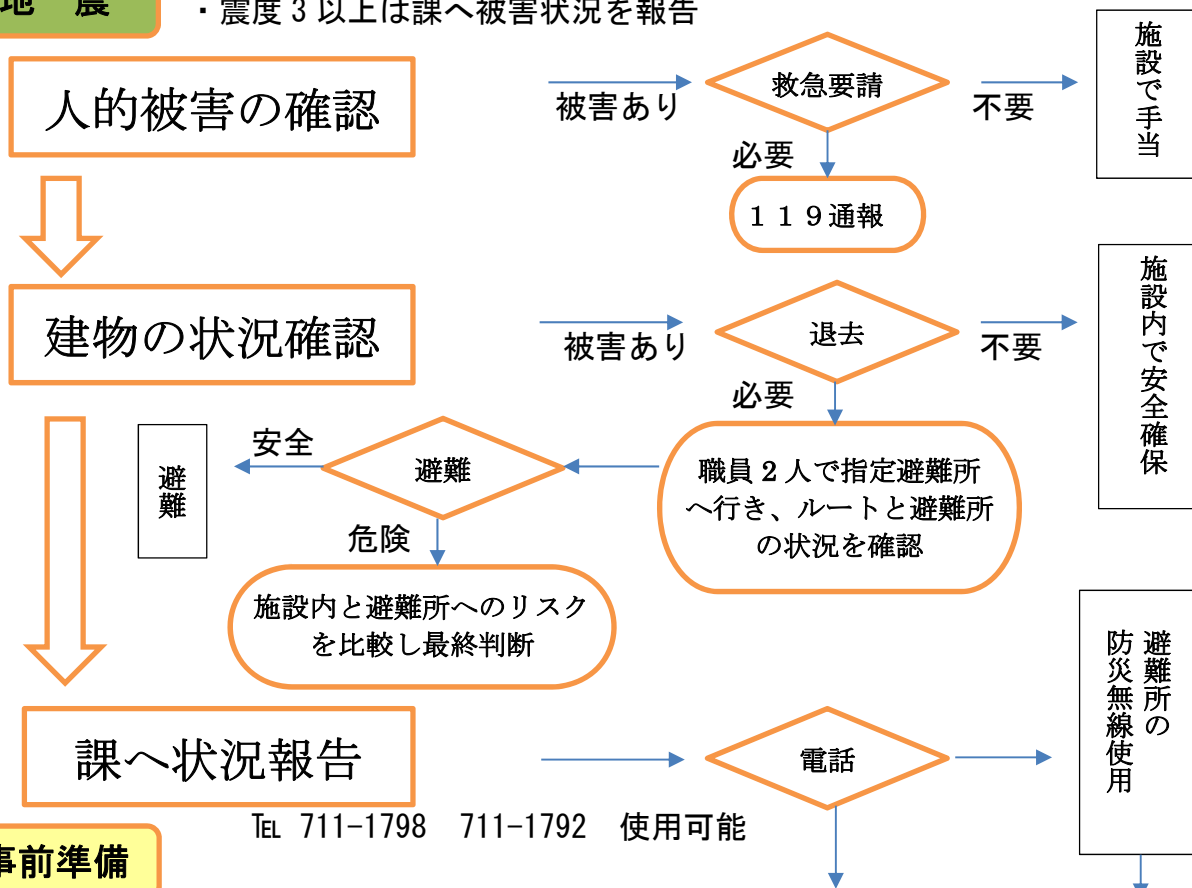 地　震
・震度３以上は課へ被害状況を報告
人的被害の確認
被害あり
救急要請
不要
施設で手当
必要
１１９通報
建物の状況確認
被害あり
退去
不要
施設内で安全確保
必要
職員２人で指定避難所
へ行き、ルートと避難所
の状況を確認
避難
安全
避難
危険
施設内と避難所へのリスク
を比較し最終判断
課へ状況報告
電話
避難所の
防災無線使用
℡ 711-1798　711-1792　使用可能
事前準備